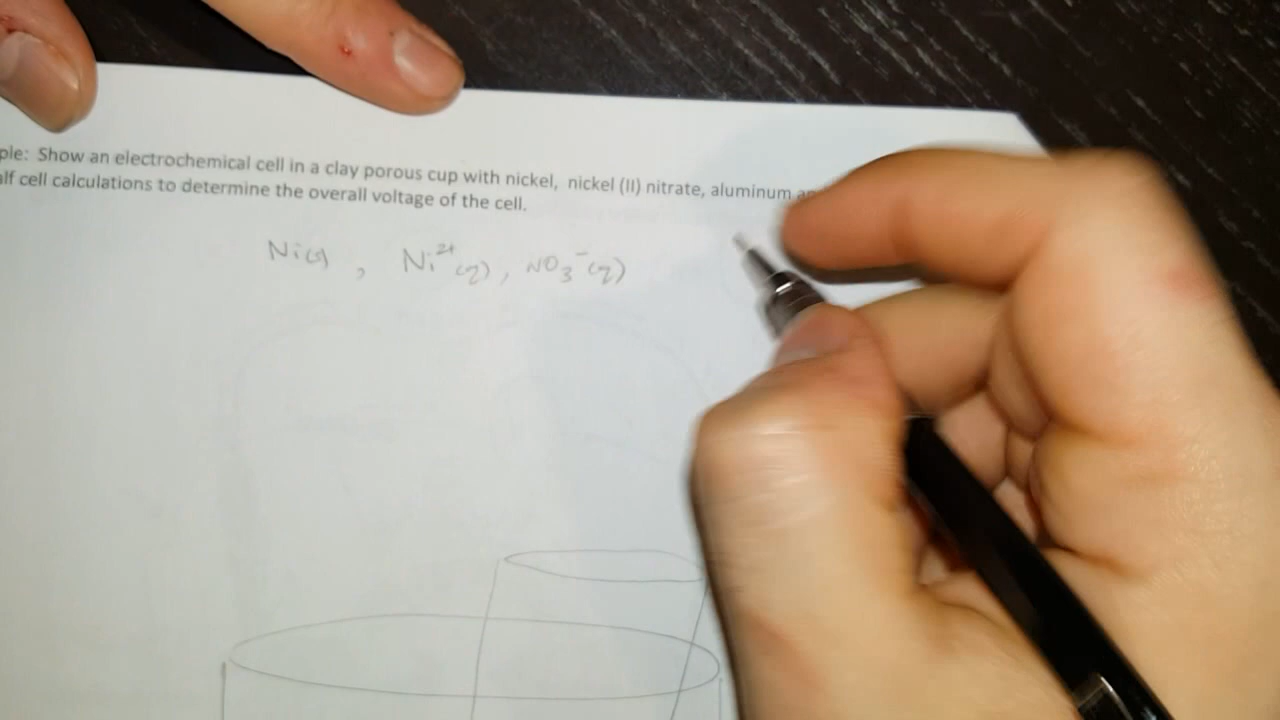 ple: Show an electrochemical cell in a clay porous cup with nickel, nickel (II) nitrate, aluminum
alf cell calculations to determine the overall voltage of the cell.
Ni(s), Ni²⁺(aq), NO₃⁻(aq)